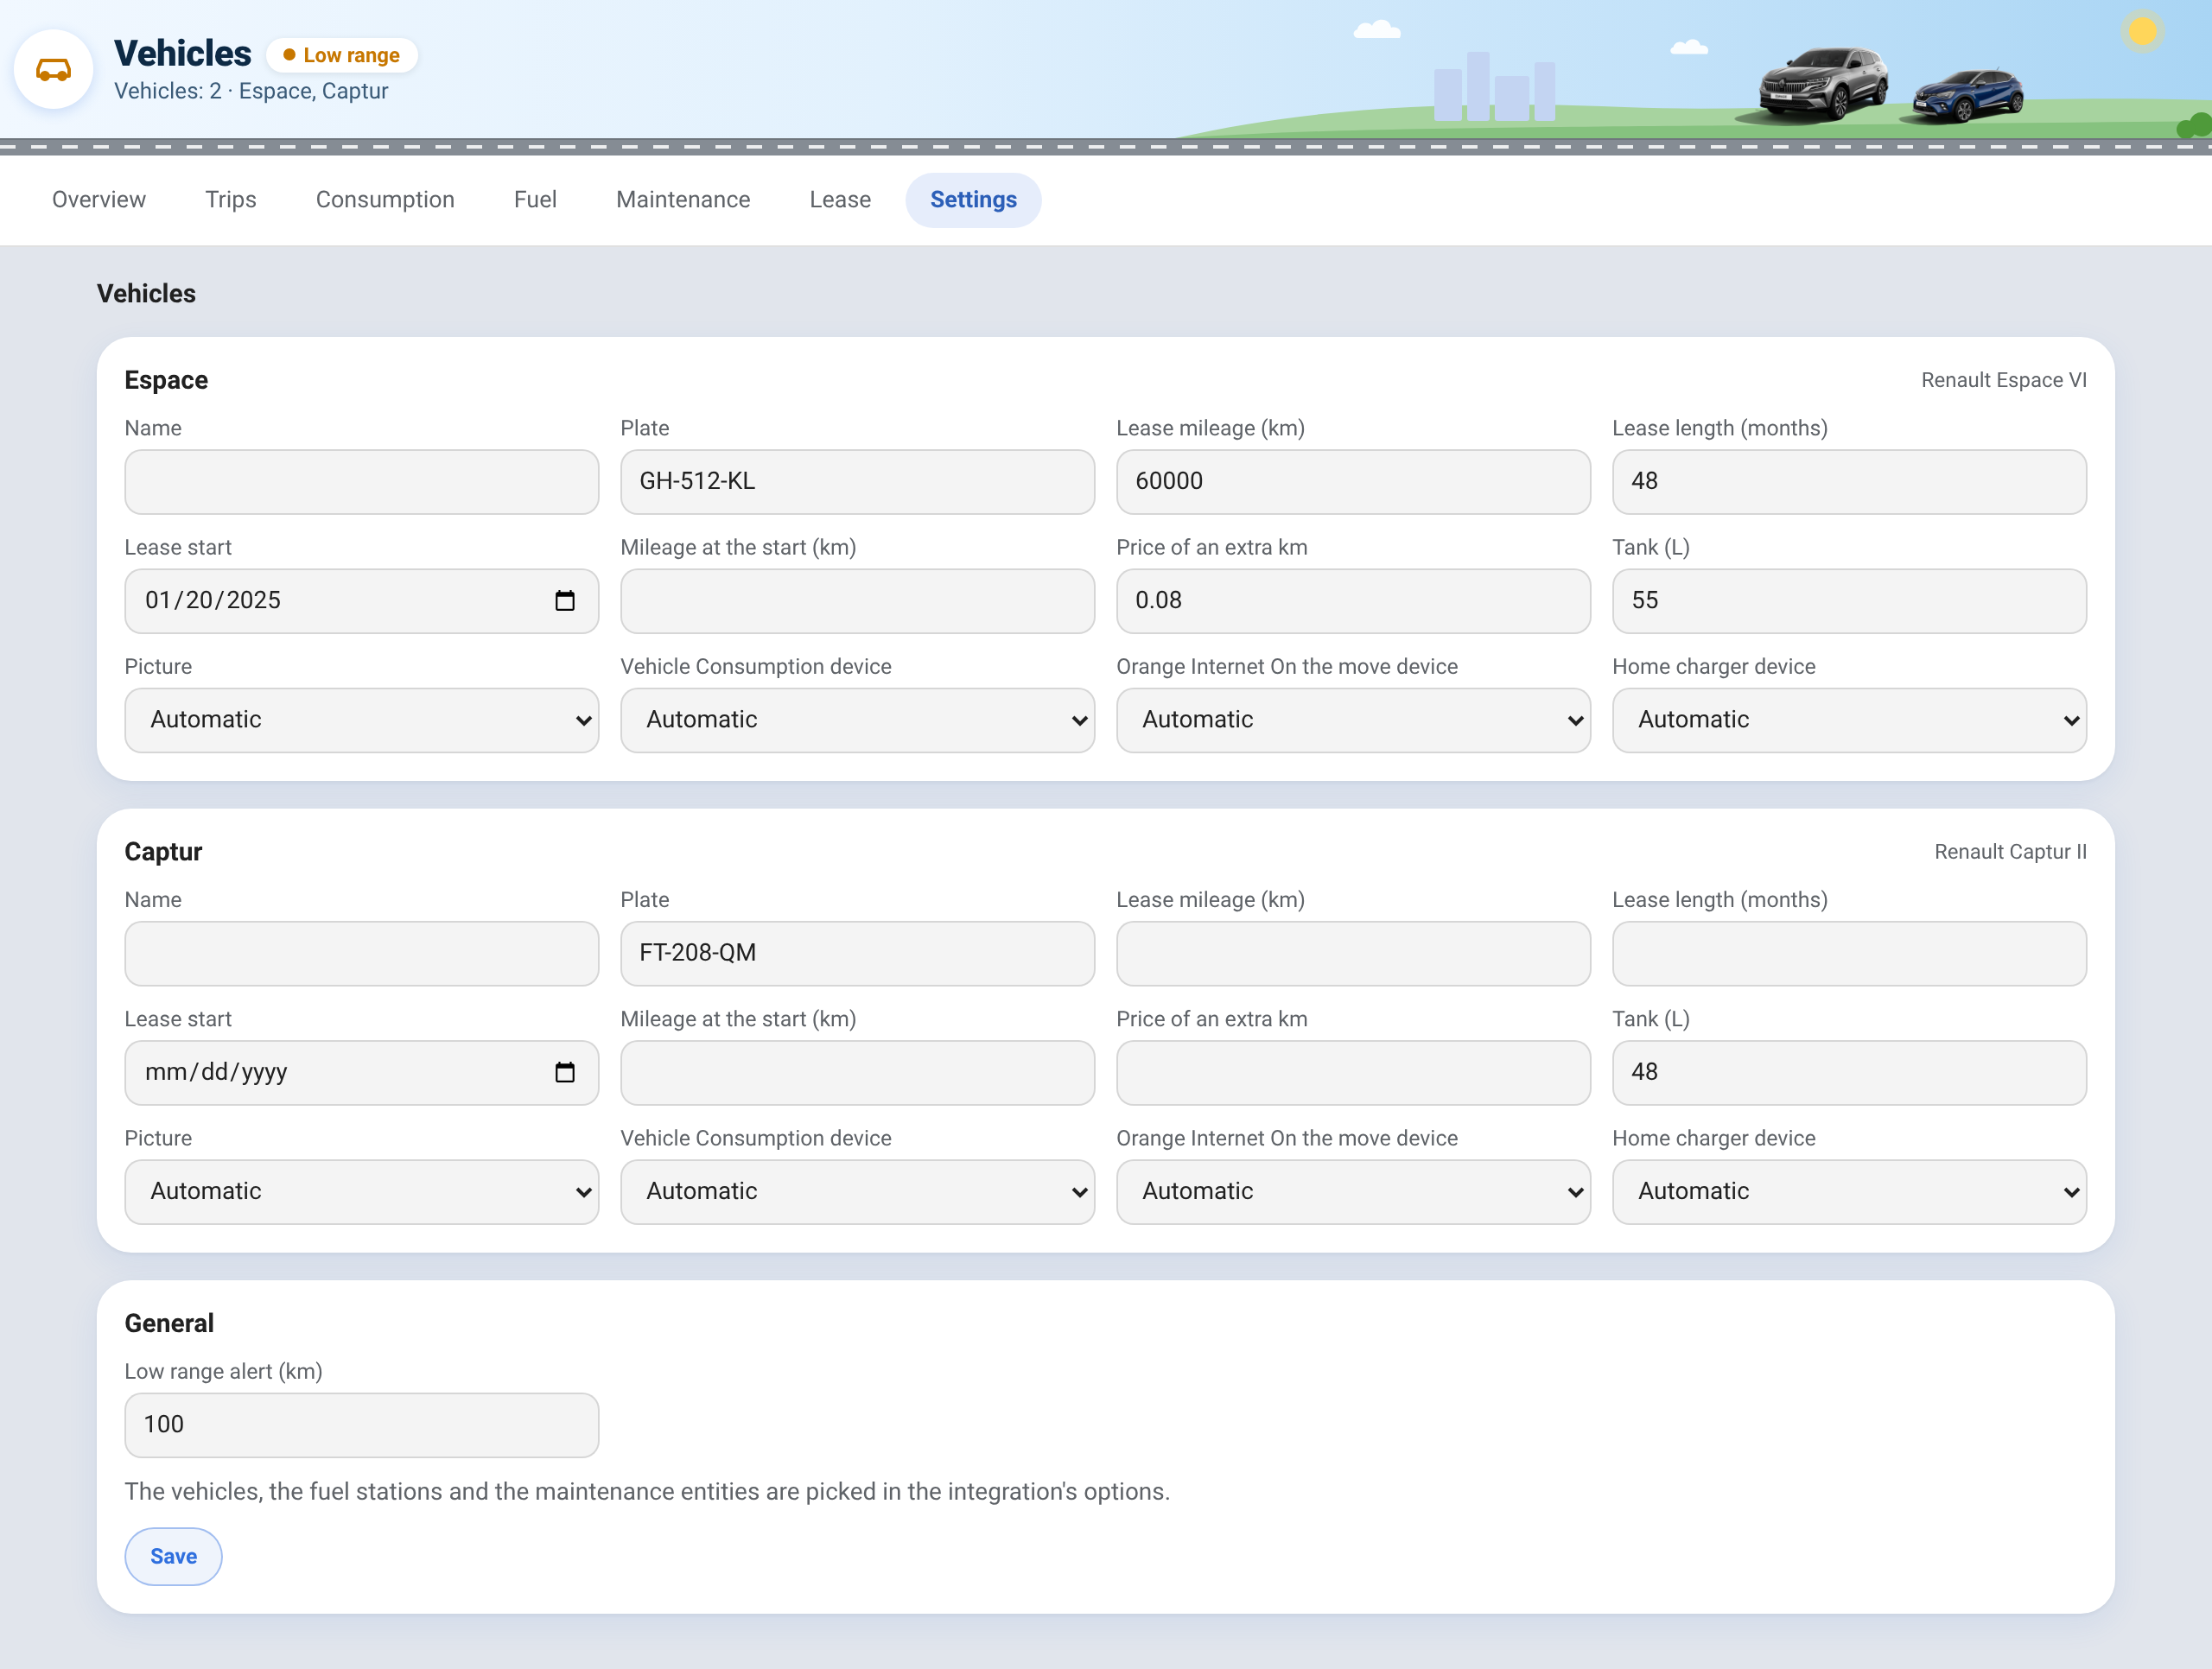 Vehicles
Low range
Vehicles: 2 · Espace, Captur
Overview Trips Consumption Fuel Maintenance Lease Settings
Vehicles
Espace Renault Espace VI
Name Plate Lease mileage (km) Lease length (months)
GH-512-KL 60000 48
Lease start Mileage at the start (km) Price of an extra km Tank (L)
01/20/2025 0.08 55
Picture Vehicle Consumption device Orange Internet On the move device Home charger device
Automatic Automatic Automatic Automatic
Captur Renault Captur II
Name Plate Lease mileage (km) Lease length (months)
FT-208-QM
Lease start Mileage at the start (km) Price of an extra km Tank (L)
mm/dd/yyyy 48
Picture Vehicle Consumption device Orange Internet On the move device Home charger device
Automatic Automatic Automatic Automatic
General
Low range alert (km)
100
The vehicles, the fuel stations and the maintenance entities are picked in the integration's options.
Save